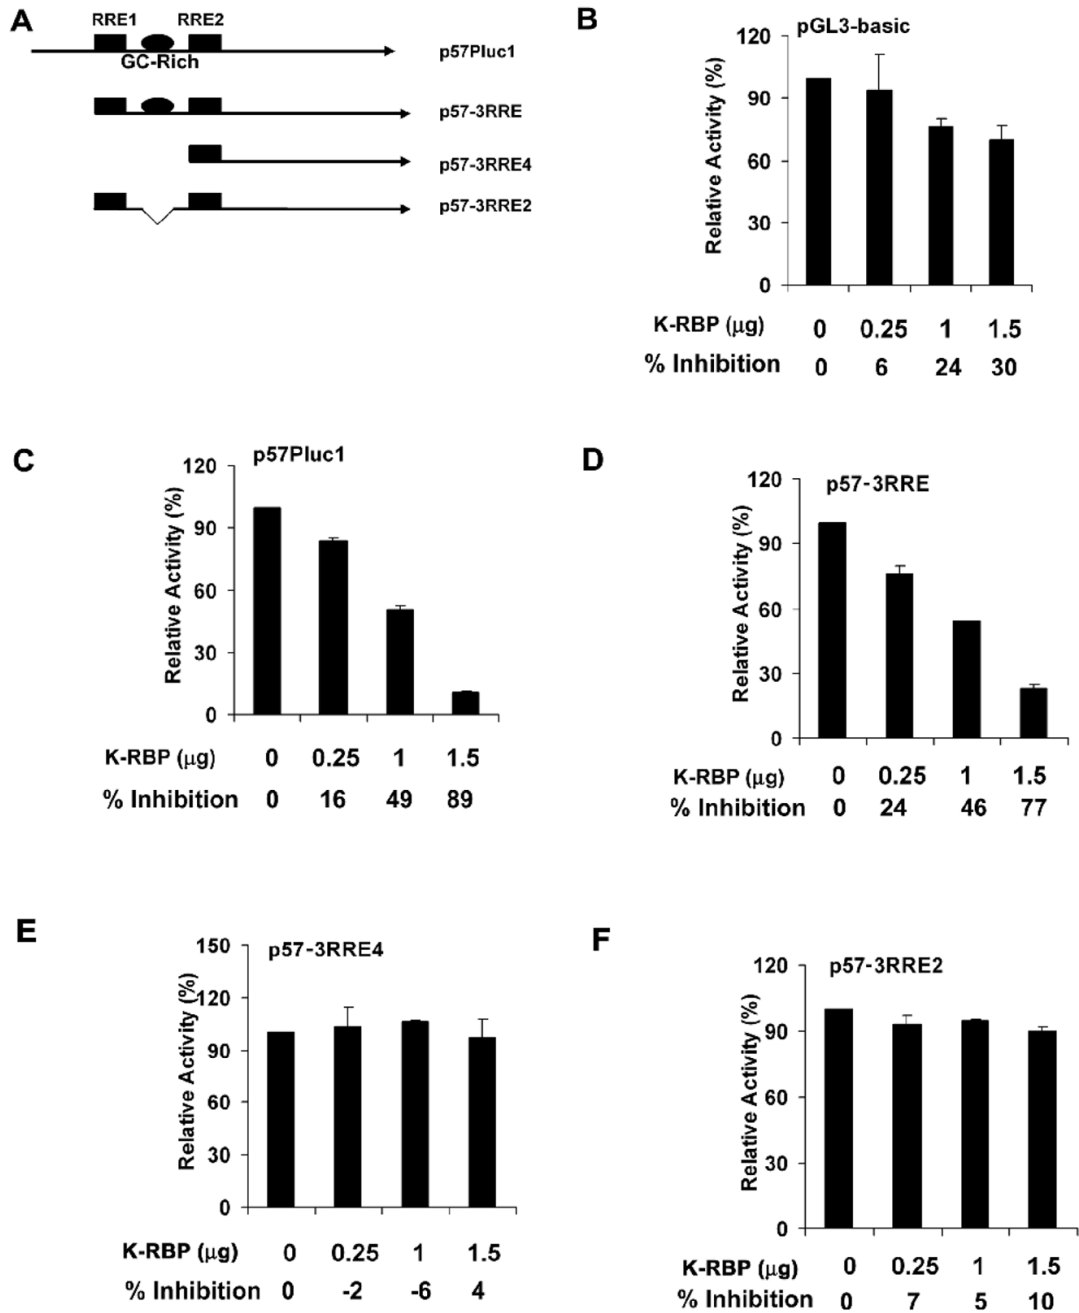 A
RRE1 RRE2
GC-Rich
p57Pluc1
p57-3RRE
p57-3RRE4
p57-3RRE2
B
pGL3-basic
Relative Activity (%)
120
90
60
30
0
K-RBP (μg) 0 0.25 1 1.5
% Inhibition 0 6 24 30
C
p57Pluc1
Relative Activity (%)
120
90
60
30
0
K-RBP (μg) 0 0.25 1 1.5
% Inhibition 0 16 49 89
D
p57-3RRE
Relative Activity (%)
120
90
60
30
0
K-RBP (μg) 0 0.25 1 1.5
% Inhibition 0 24 46 77
E
p57-3RRE4
Relative Activity (%)
150
120
90
60
30
0
K-RBP (μg) 0 0.25 1 1.5
% Inhibition 0 -2 -6 4
F
p57-3RRE2
Relative Activity (%)
120
90
60
30
0
K-RBP (μg) 0 0.25 1 1.5
% Inhibition 0 7 5 10